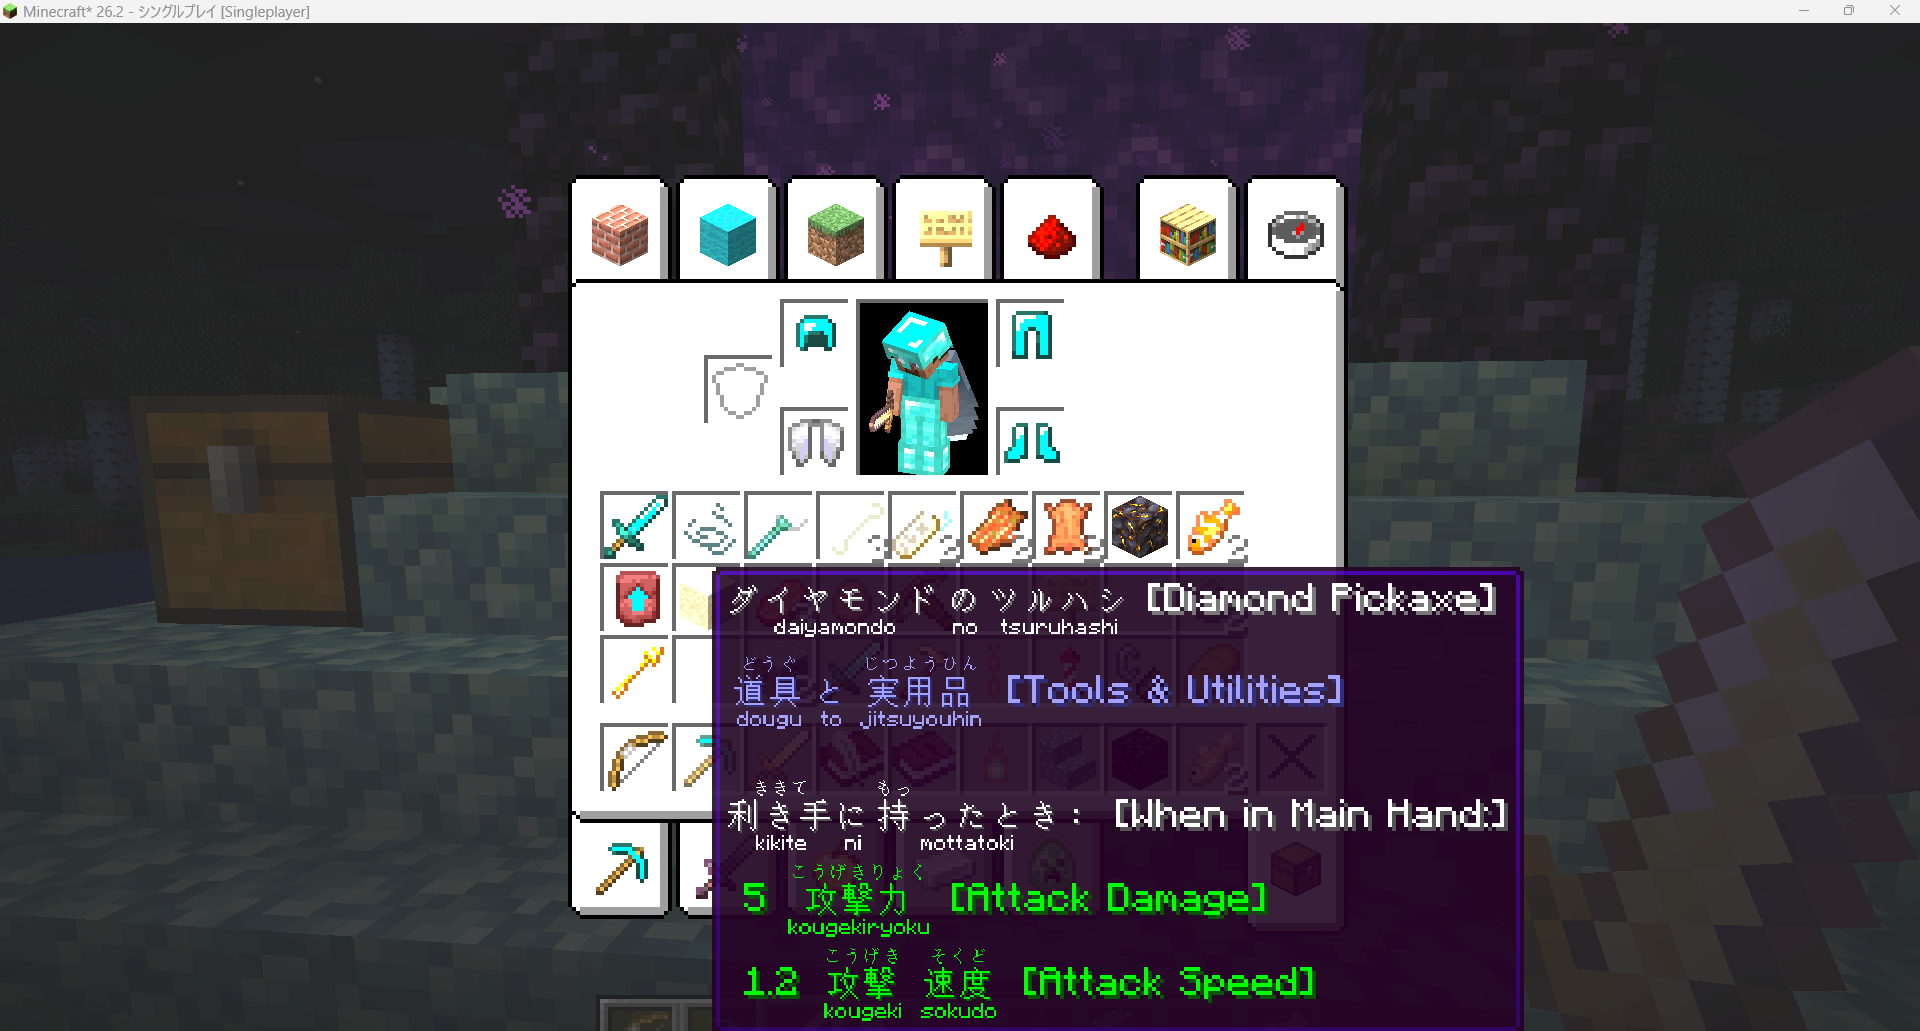 Minecraft* 26.2 - シングルプレイ [Singleplayer]
ダイヤモンド の ツルハシ [Diamond Pickaxe]
daiyamondo no tsuruhashi
どうぐ じつようひん
道具 と 実用品 [Tools & Utilities]
dougu to jitsuyouhin
ききて もっ
利き手に 持ったとき： [When in Main Hand:]
kikite ni mottatoki
こうげきりょく
5 攻撃力 [Attack Damage]
kougekiryoku
こうげき そくど
1.2 攻撃 速度 [Attack Speed]
kougeki sokudo